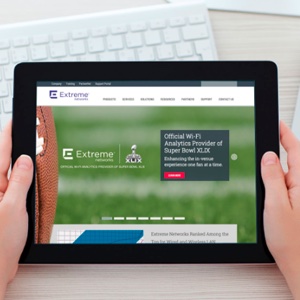 Extreme
networks
PRODUCTS SERVICES SOLUTIONS RESOURCES PARTNERS SUPPORT CONTACT US
Extreme
networks
XLIX
OFFICIAL WI-FI ANALYTICS PROVIDER OF SUPER BOWL XLIX
Official Wi-Fi
Analytics Provider of
Super Bowl XLIX
Enhancing the in-venue
experience one fan at a time.
Extreme Networks Ranked Among the
Top for Wired and Wireless LAN